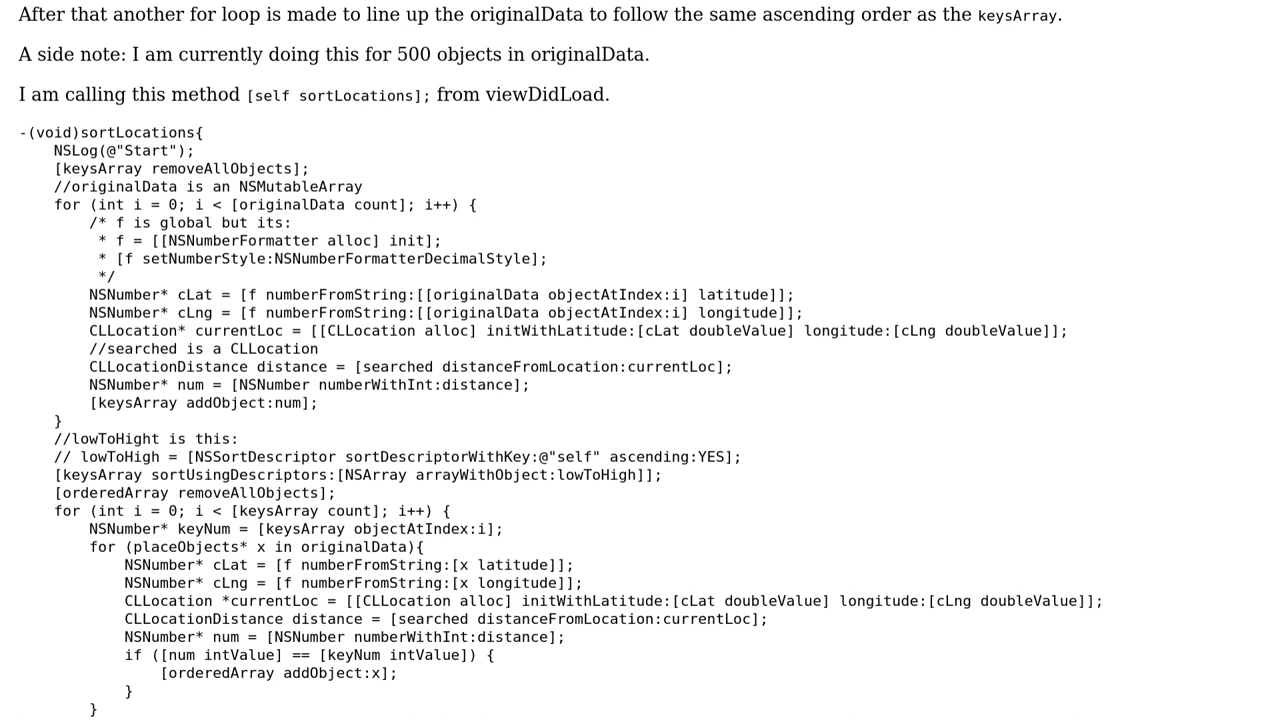 After that another for loop is made to line up the originalData to follow the same ascending order as the keysArray.
A side note: I am currently doing this for 500 objects in originalData.
I am calling this method [self sortLocations]; from viewDidLoad.
-(void)sortLocations{
    NSLog(@"Start");
    [keysArray removeAllObjects];
    //originalData is an NSMutableArray
    for (int i = 0; i < [originalData count]; i++) {
        /* f is global but its:
         * f = [[NSNumberFormatter alloc] init];
         * [f setNumberStyle:NSNumberFormatterDecimalStyle];
         */
        NSNumber* cLat = [f numberFromString:[[originalData objectAtIndex:i] latitude]];
        NSNumber* cLng = [f numberFromString:[[originalData objectAtIndex:i] longitude]];
        CLLocation* currentLoc = [[CLLocation alloc] initWithLatitude:[cLat doubleValue] longitude:[cLng doubleValue]];
        //searched is a CLLocation
        CLLocationDistance distance = [searched distanceFromLocation:currentLoc];
        NSNumber* num = [NSNumber numberWithInt:distance];
        [keysArray addObject:num];
    }
    //lowToHight is this:
    // lowToHigh = [NSSortDescriptor sortDescriptorWithKey:@"self" ascending:YES];
    [keysArray sortUsingDescriptors:[NSArray arrayWithObject:lowToHigh]];
    [orderedArray removeAllObjects];
    for (int i = 0; i < [keysArray count]; i++) {
        NSNumber* keyNum = [keysArray objectAtIndex:i];
        for (placeObjects* x in originalData){
            NSNumber* cLat = [f numberFromString:[x latitude]];
            NSNumber* cLng = [f numberFromString:[x longitude]];
            CLLocation *currentLoc = [[CLLocation alloc] initWithLatitude:[cLat doubleValue] longitude:[cLng doubleValue]];
            CLLocationDistance distance = [searched distanceFromLocation:currentLoc];
            NSNumber* num = [NSNumber numberWithInt:distance];
            if ([num intValue] == [keyNum intValue]) {
                [orderedArray addObject:x];
            }
        }